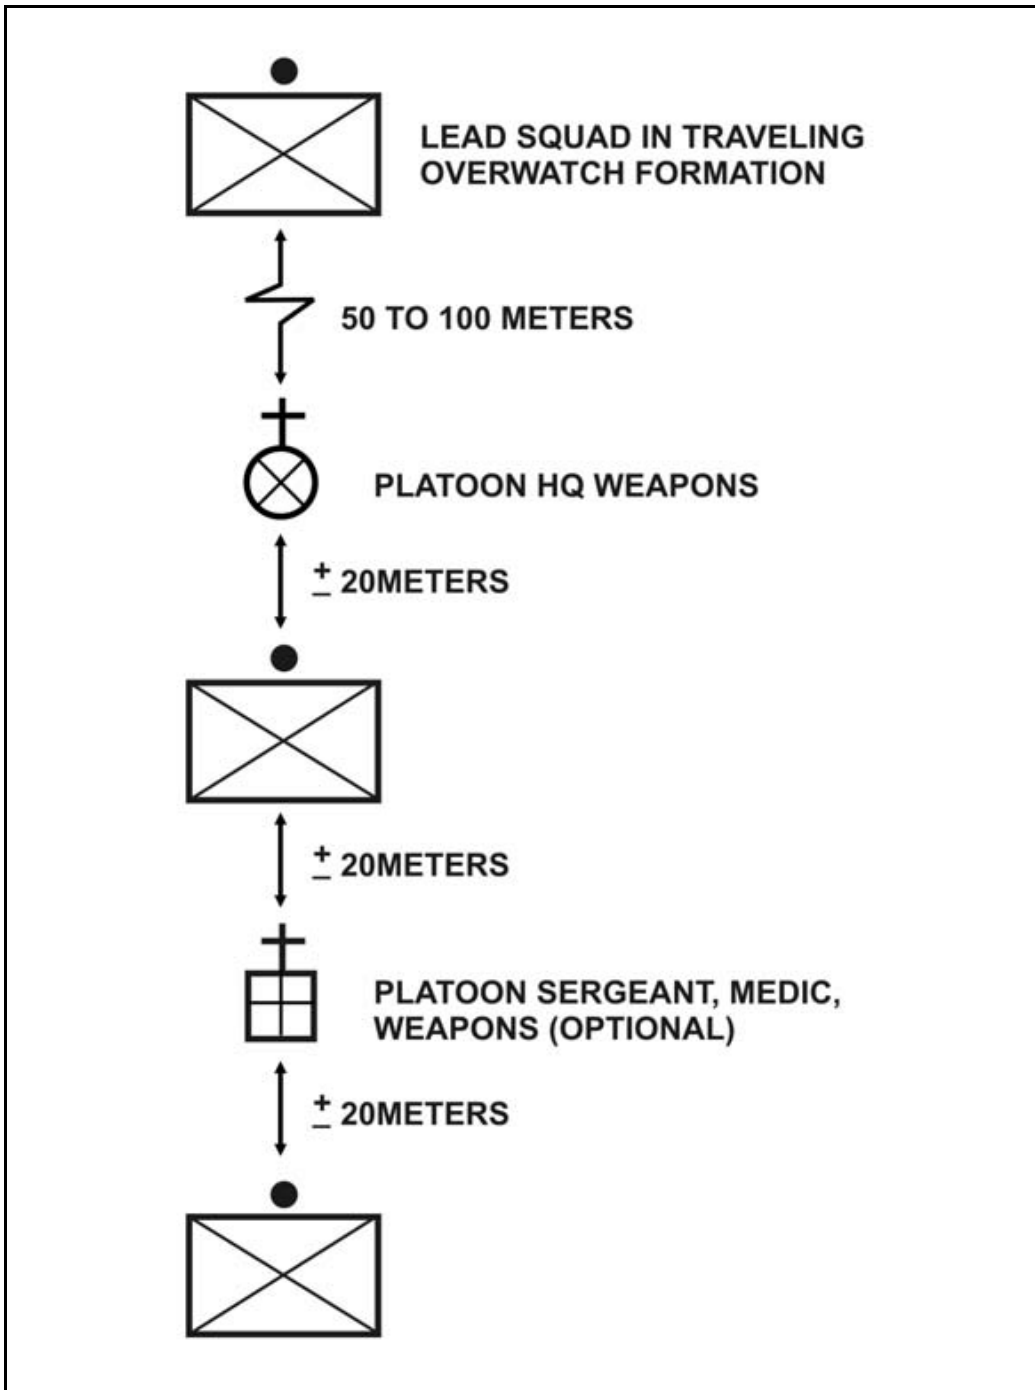 LEAD SQUAD IN TRAVELING
OVERWATCH FORMATION
50 TO 100 METERS
PLATOON HQ WEAPONS
± 20METERS
± 20METERS
PLATOON SERGEANT, MEDIC,
WEAPONS (OPTIONAL)
± 20METERS